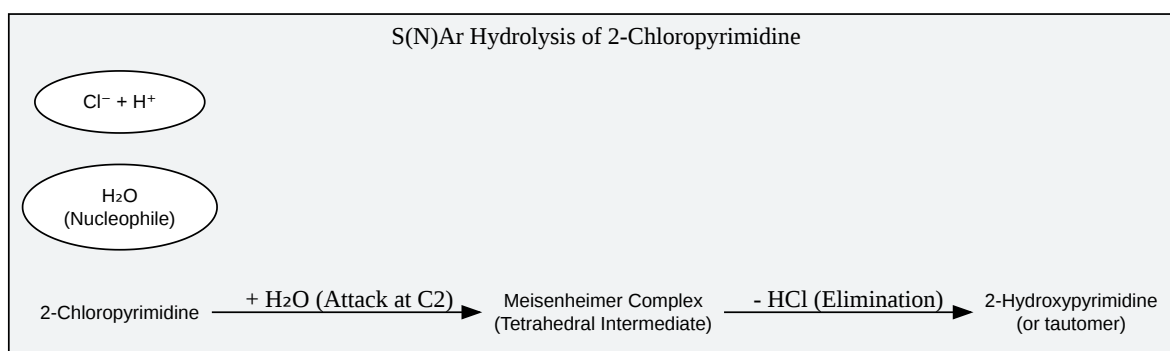 S(N)Ar Hydrolysis of 2-Chloropyrimidine
Cl⁻ + H⁺
H₂O
(Nucleophile)
2-Chloropyrimidine
+ H₂O (Attack at C2)
Meisenheimer Complex
(Tetrahedral Intermediate)
- HCl (Elimination)
2-Hydroxypyrimidine
(or tautomer)